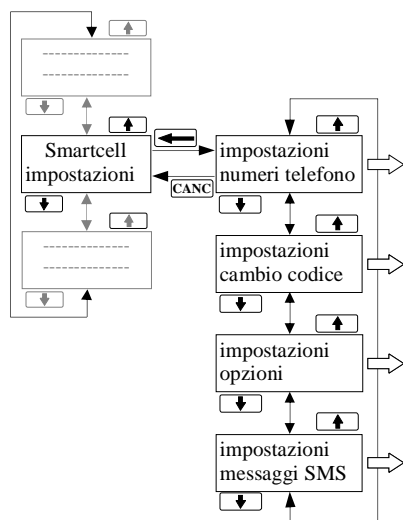 Smartcell
impostazioni
CANC
impostazioni
numeri telefono
impostazioni
cambio codice
impostazioni
opzioni
impostazioni
messaggi SMS